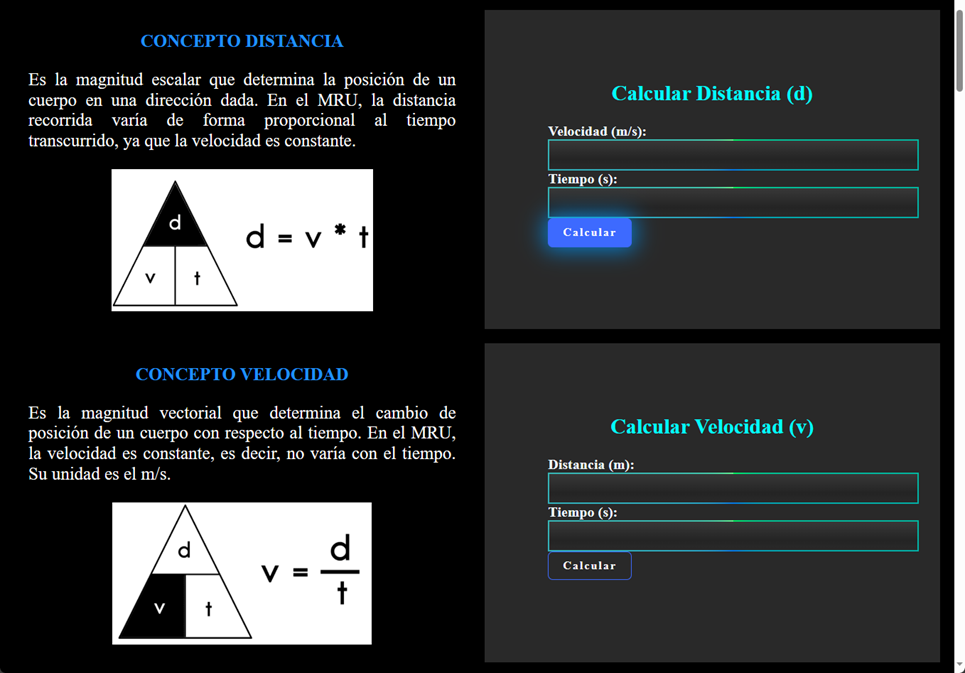 CONCEPTO DISTANCIA
Es la magnitud escalar que determina la posición de un
cuerpo en una dirección dada. En el MRU, la distancia
recorrida varía de forma proporcional al tiempo
transcurrido, ya que la velocidad es constante.
d
v t
d = v * t
Calcular Distancia (d)
Velocidad (m/s):
Tiempo (s):
Calcular
CONCEPTO VELOCIDAD
Es la magnitud vectorial que determina el cambio de
posición de un cuerpo con respecto al tiempo. En el MRU,
la velocidad es constante, es decir, no varía con el tiempo.
Su unidad es el m/s.
d
v t
v = d
t
Calcular Velocidad (v)
Distancia (m):
Tiempo (s):
Calcular